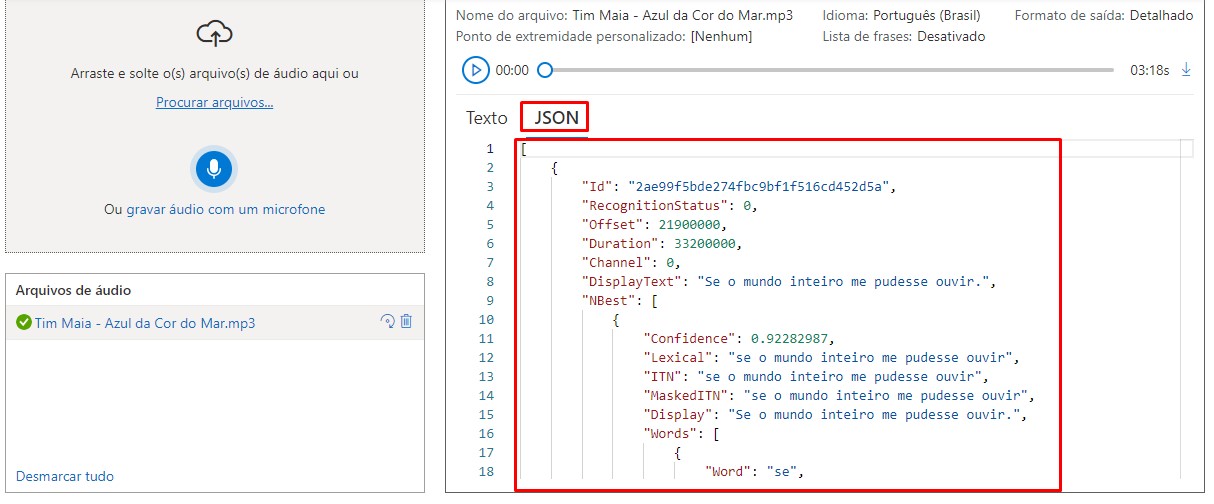 Arraste e solte o(s) arquivo(s) de áudio aqui ou
Procurar arquivos...
Ou gravar áudio com um microfone
Arquivos de áudio
Tim Maia - Azul da Cor do Mar.mp3
Desmarcar tudo
Nome do arquivo: Tim Maia - Azul da Cor do Mar.mp3 Idioma: Português (Brasil) Formato de saída: Detalhado
Ponto de extremidade personalizado: [Nenhum] Lista de frases: Desativado
00:00 03:18s
Texto JSON
1 [
2 {
3 "Id": "2ae99f5bde274fbc9bf1f516cd452d5a",
4 "RecognitionStatus": 0,
5 "Offset": 21900000,
6 "Duration": 33200000,
7 "Channel": 0,
8 "DisplayText": "Se o mundo inteiro me pudesse ouvir.",
9 "NBest": [
10 {
11 "Confidence": 0.92282987,
12 "Lexical": "se o mundo inteiro me pudesse ouvir",
13 "ITN": "se o mundo inteiro me pudesse ouvir",
14 "MaskedITN": "se o mundo inteiro me pudesse ouvir",
15 "Display": "Se o mundo inteiro me pudesse ouvir.",
16 "Words": [
17 {
18 "Word": "se",